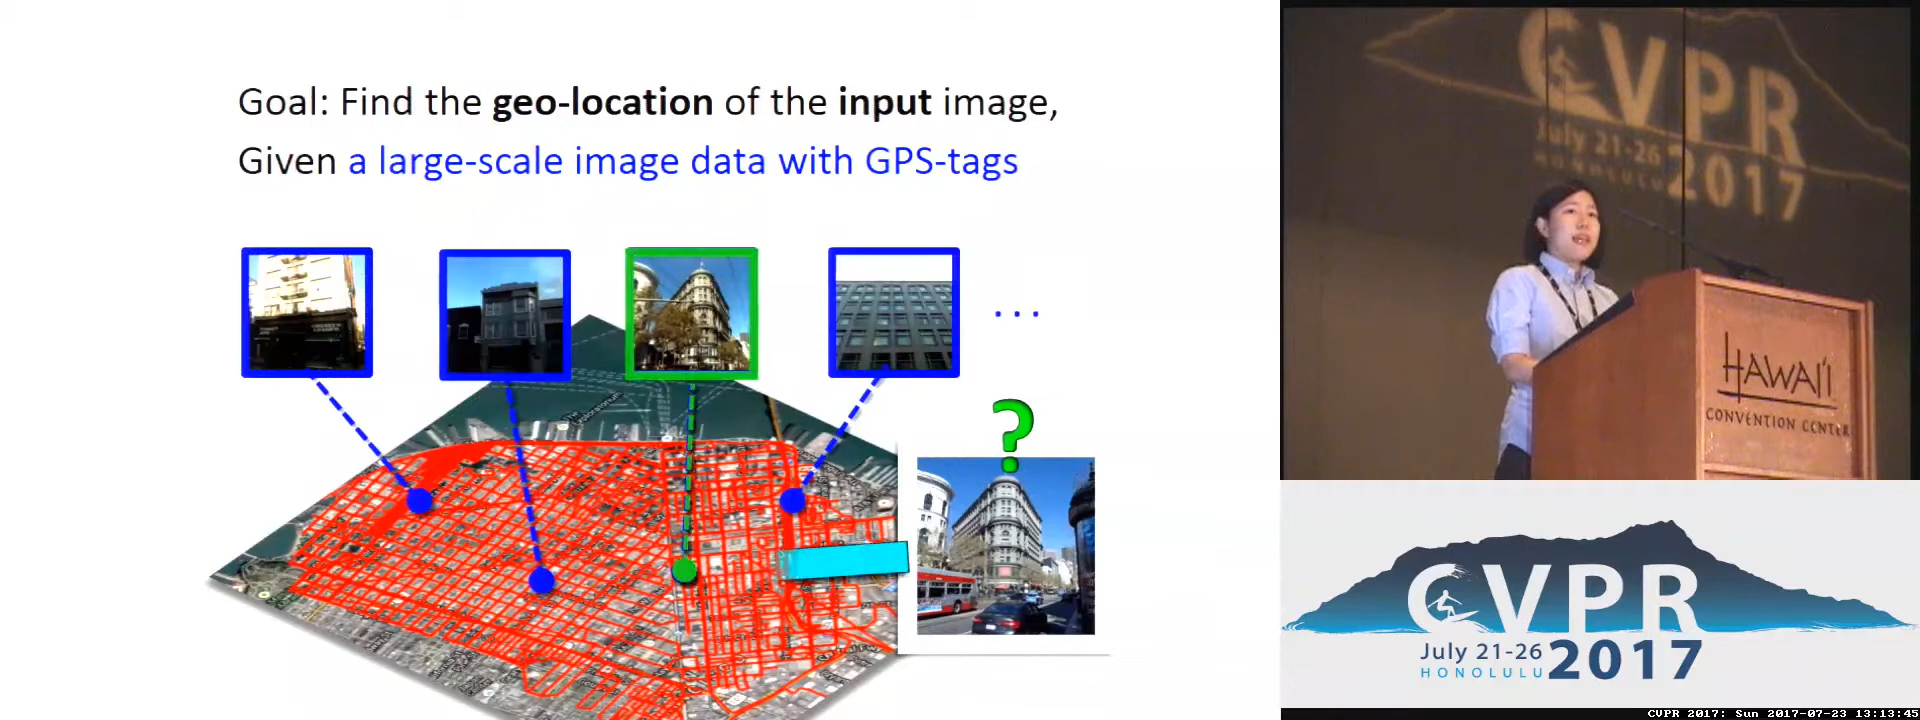 Goal: Find the geo-location of the input image,
Given a large-scale image data with GPS-tags
...
?
CVPR
July 21-26
HONOLULU 2017
HAWAI'I
CONVENTION CENTER
CVPR
July 21-26
HONOLULU 2017
CVPR 2017: Sun 2017-07-23 13:13:45